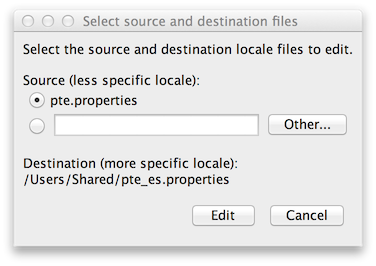 Select source and destination files
Select the source and destination locale files to edit.
Source (less specific locale):
pte.properties
Other...
Destination (more specific locale):
/Users/Shared/pte_es.properties
Edit Cancel